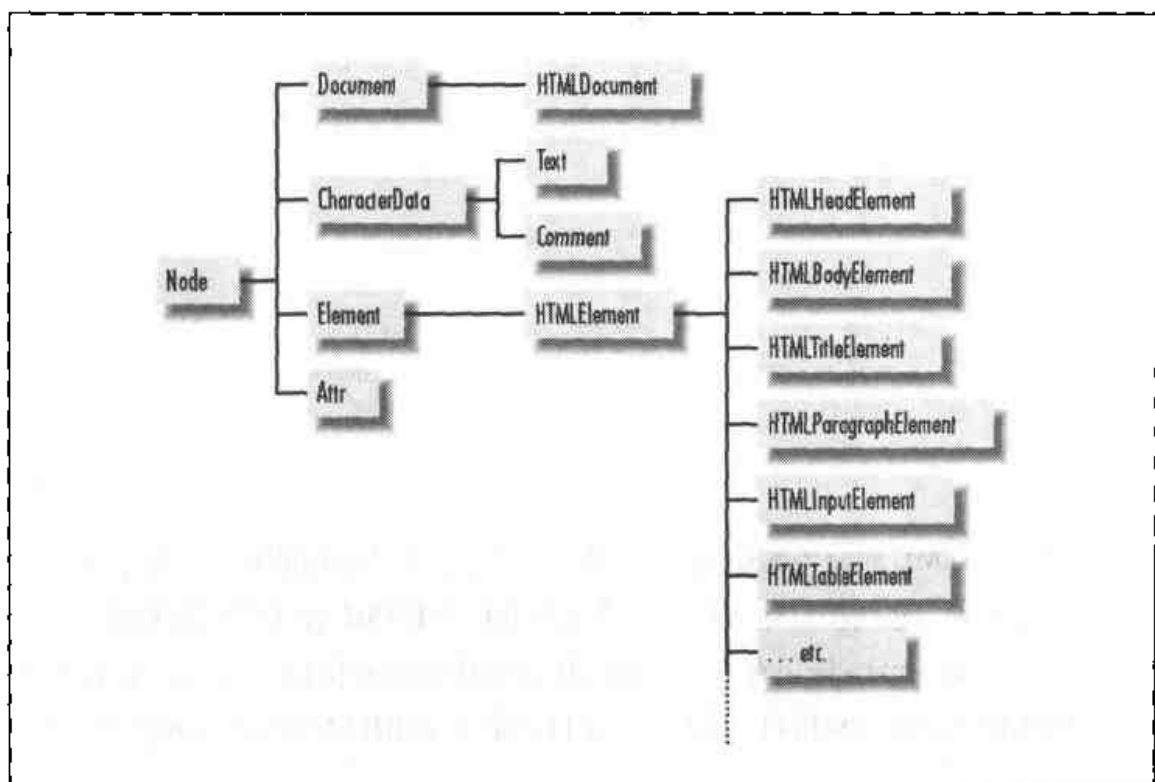 Document
HTMLDocument
Text
CharacterData
HTMLHeadElement
Comment
HTMLBodyElement
Node
Element
HTMLElement
HTMLTitleElement
Attr
HTMLParagraphElement
HTMLInputElement
HTMLTableElement
. . . etc.